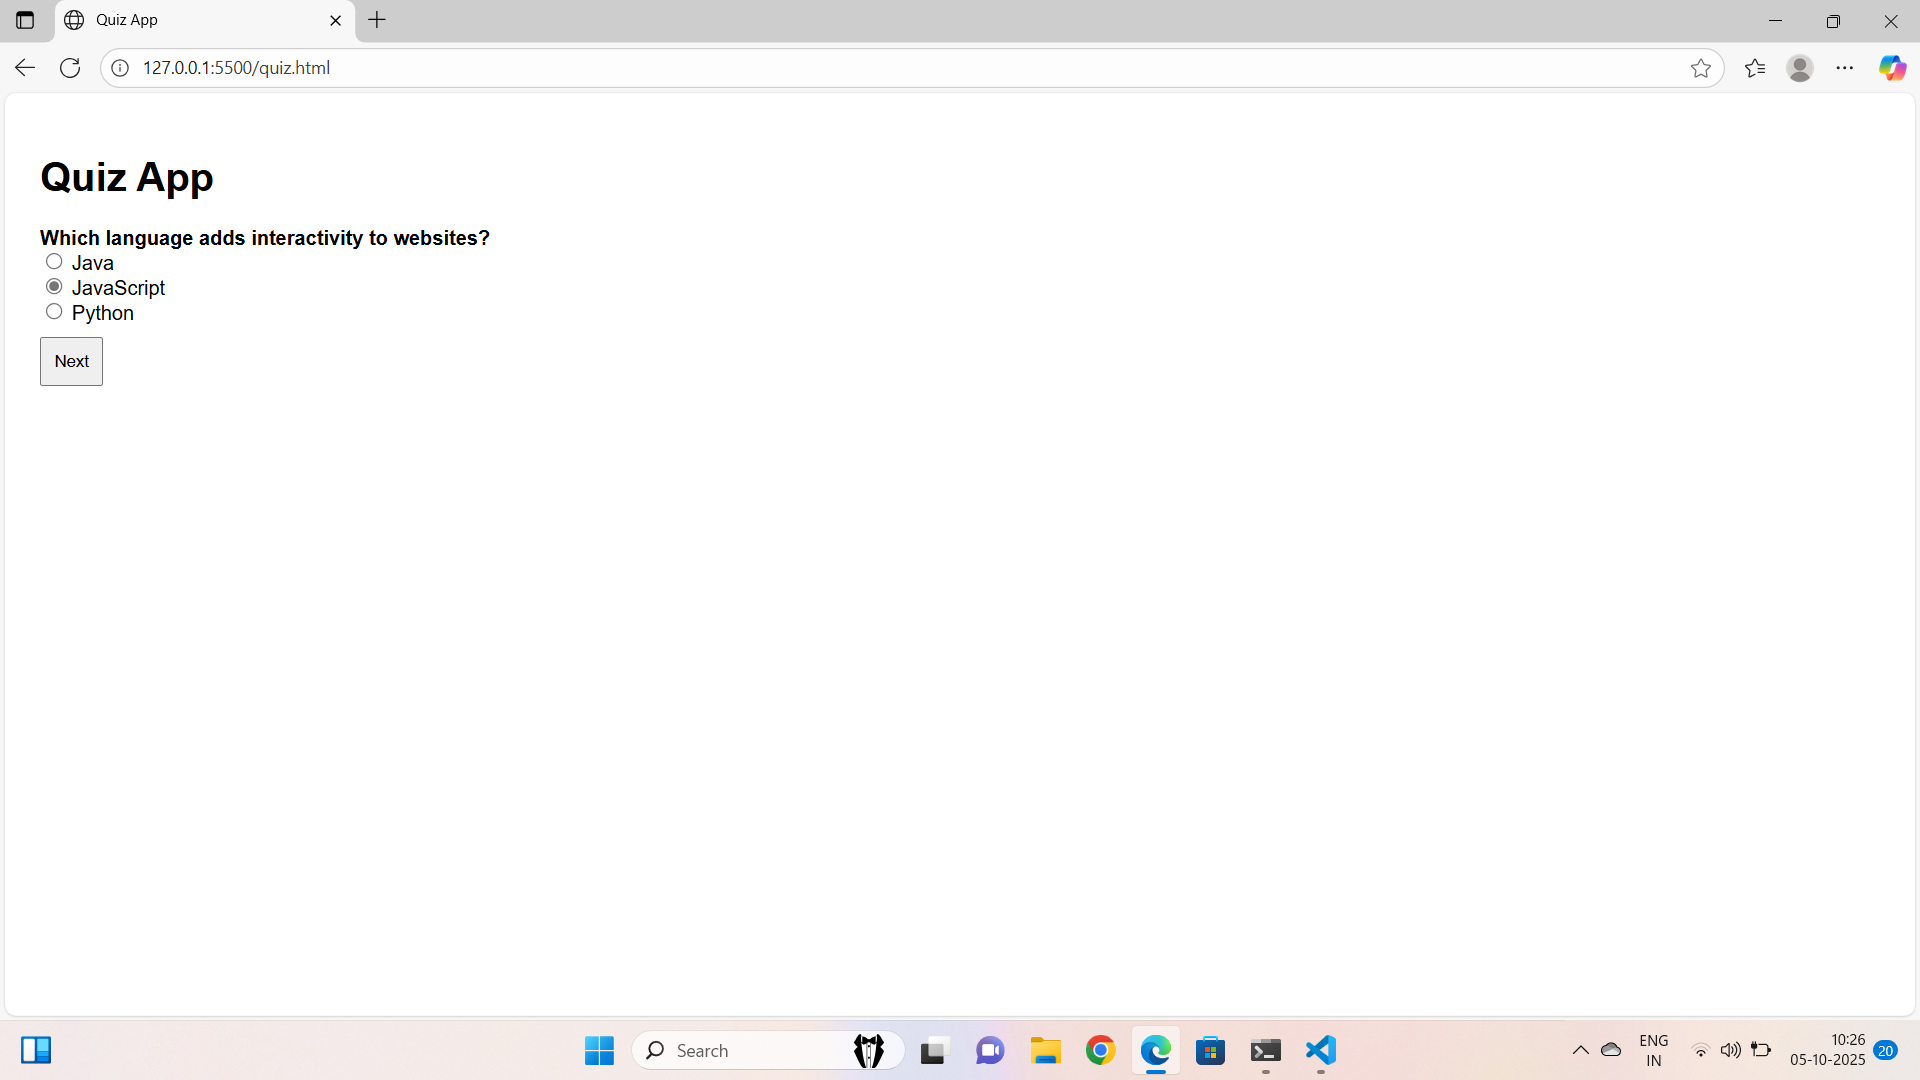 Quiz App
127.0.0.1:5500/quiz.html
Quiz App
Which language adds interactivity to websites?
Java
JavaScript
Python
Next
Search
ENG
IN
10:26
05-10-2025
20